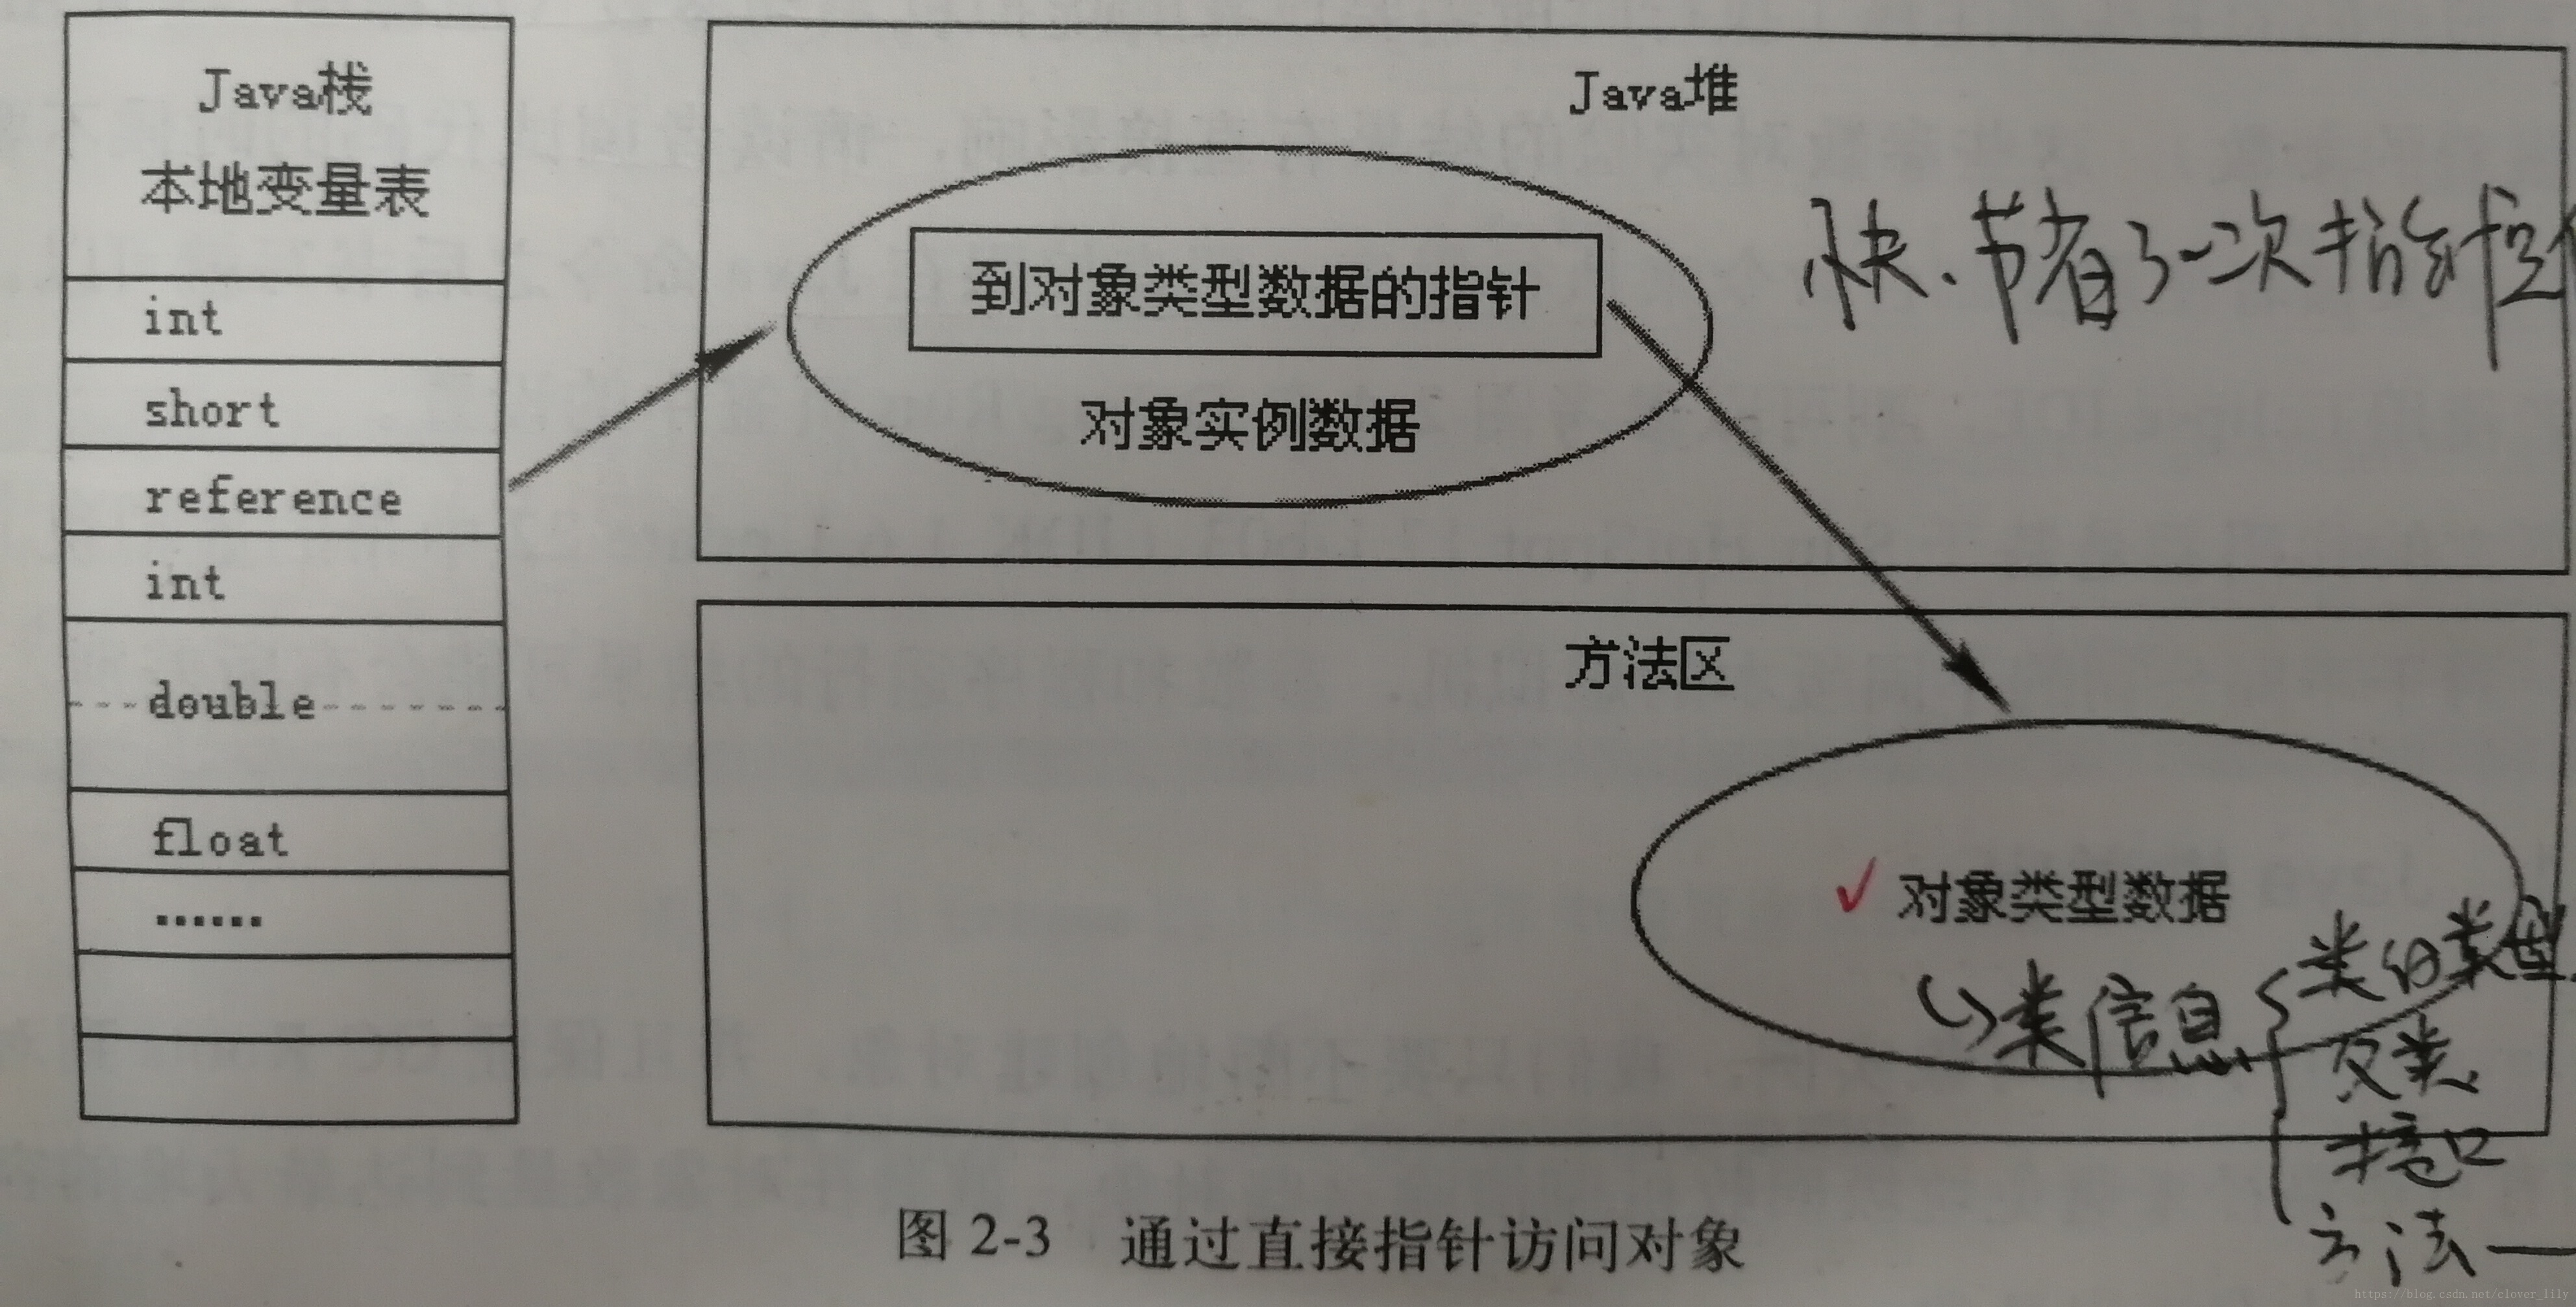 Java栈
本地变量表
int
short
reference
int
double
float
......
Java堆
到对象类型数据的指针
对象实例数据
快、节省了一次指针定
方法区
✓ 对象类型数据
类信息
类的类型
父类
接口
方法
图 2-3 通过直接指针访问对象
https://blog.csdn.net/clover_lily